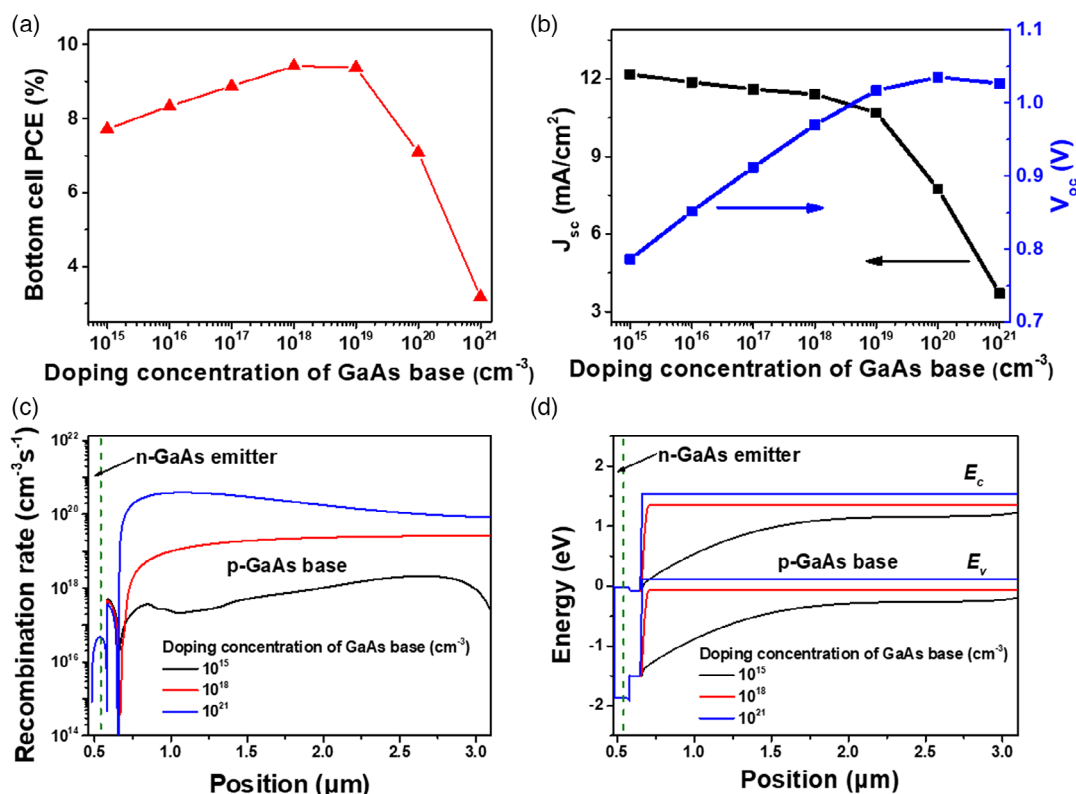 (a)
10
8
6
4
Bottom cell PCE (%)
10^15 10^16 10^17 10^18 10^19 10^20 10^21
Doping concentration of GaAs base (cm^-3)
(b)
12
9
6
3
J_sc (mA/cm^2)
1.1
1.0
0.9
0.8
0.7
V_oc (V)
10^15 10^16 10^17 10^18 10^19 10^20 10^21
Doping concentration of GaAs base (cm^-3)
(c)
10^22
10^20
10^18
10^16
10^14
Recombination rate (cm^-3s^-1)
n-GaAs emitter
p-GaAs base
Doping concentration of GaAs base (cm^-3)
10^15
10^18
10^21
0.5 1.0 1.5 2.0 2.5 3.0
Position (µm)
(d)
2
1
0
-1
-2
Energy (eV)
n-GaAs emitter
E_c
p-GaAs base
E_v
Doping concentration of GaAs base (cm^-3)
10^15
10^18
10^21
0.5 1.0 1.5 2.0 2.5 3.0
Position (µm)